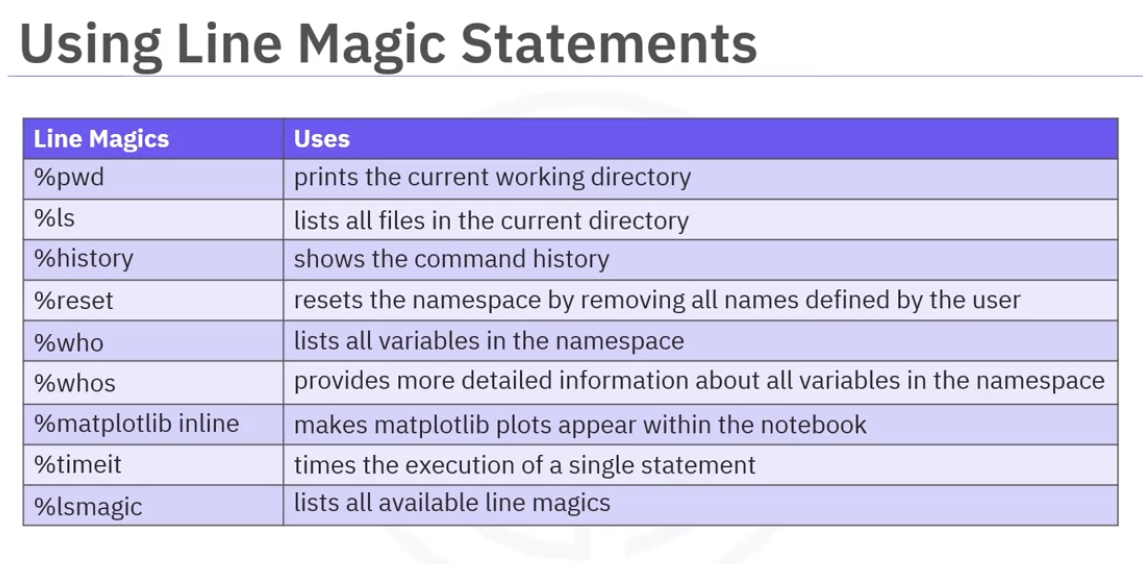 Using Line Magic Statements
Line Magics Uses
%pwd prints the current working directory
%ls lists all files in the current directory
%history shows the command history
%reset resets the namespace by removing all names defined by the user
%who lists all variables in the namespace
%whos provides more detailed information about all variables in the namespace
%matplotlib inline makes matplotlib plots appear within the notebook
%timeit times the execution of a single statement
%lsmagic lists all available line magics